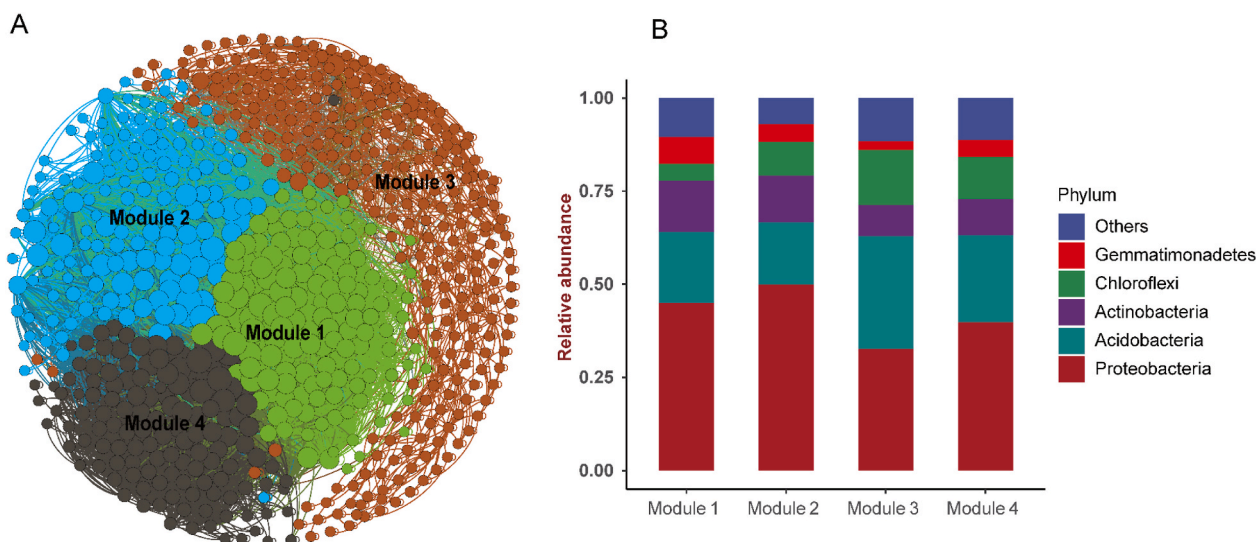 A
Module 3
Module 2
Module 1
Module 4
B
Relative abundance
1.00
0.75
0.50
0.25
0.00
Module 1 Module 2 Module 3 Module 4
Phylum
Others
Gemmatimonadetes
Chloroflexi
Actinobacteria
Acidobacteria
Proteobacteria